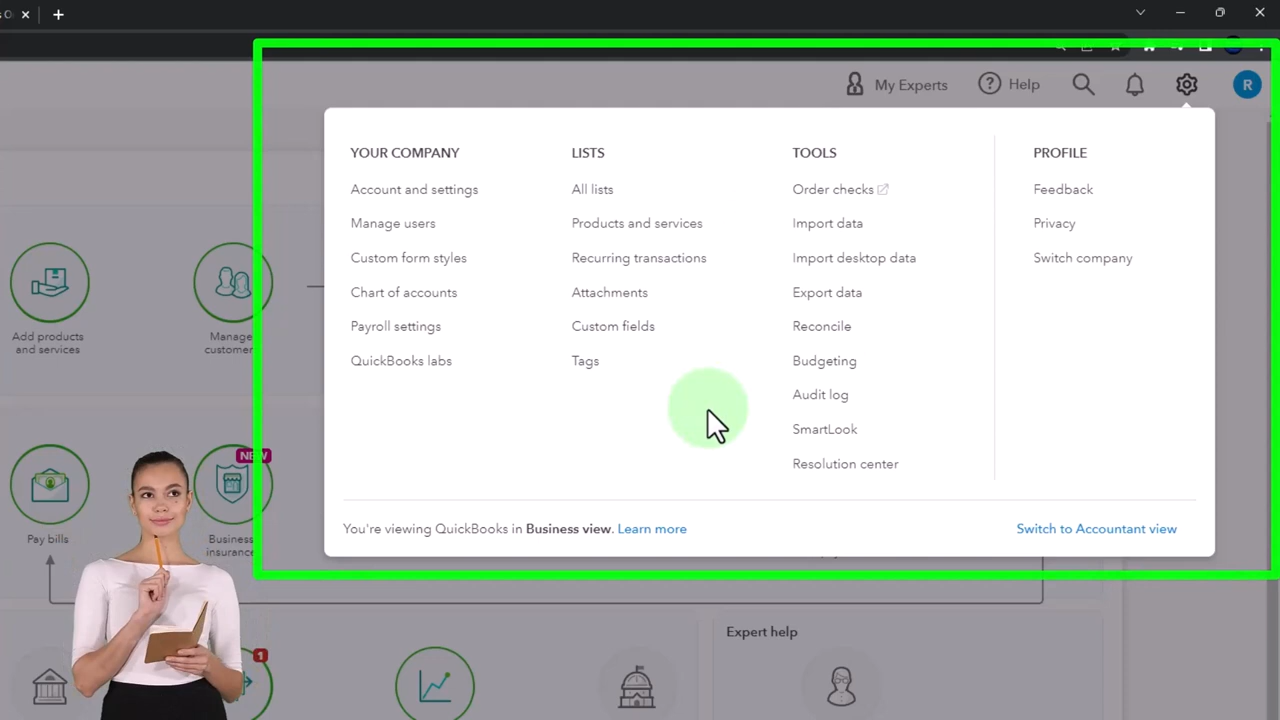 My Experts
Help
R
YOUR COMPANY
Account and settings
Manage users
Custom form styles
Chart of accounts
Payroll settings
QuickBooks labs
LISTS
All lists
Products and services
Recurring transactions
Attachments
Custom fields
Tags
TOOLS
Order checks
Import data
Import desktop data
Export data
Reconcile
Budgeting
Audit log
SmartLook
Resolution center
PROFILE
Feedback
Privacy
Switch company
You're viewing QuickBooks in Business view. Learn more
Switch to Accountant view
Add products
and services
Manage
custome
Pay bills
NEW
Business
insuranc
1
Expert help